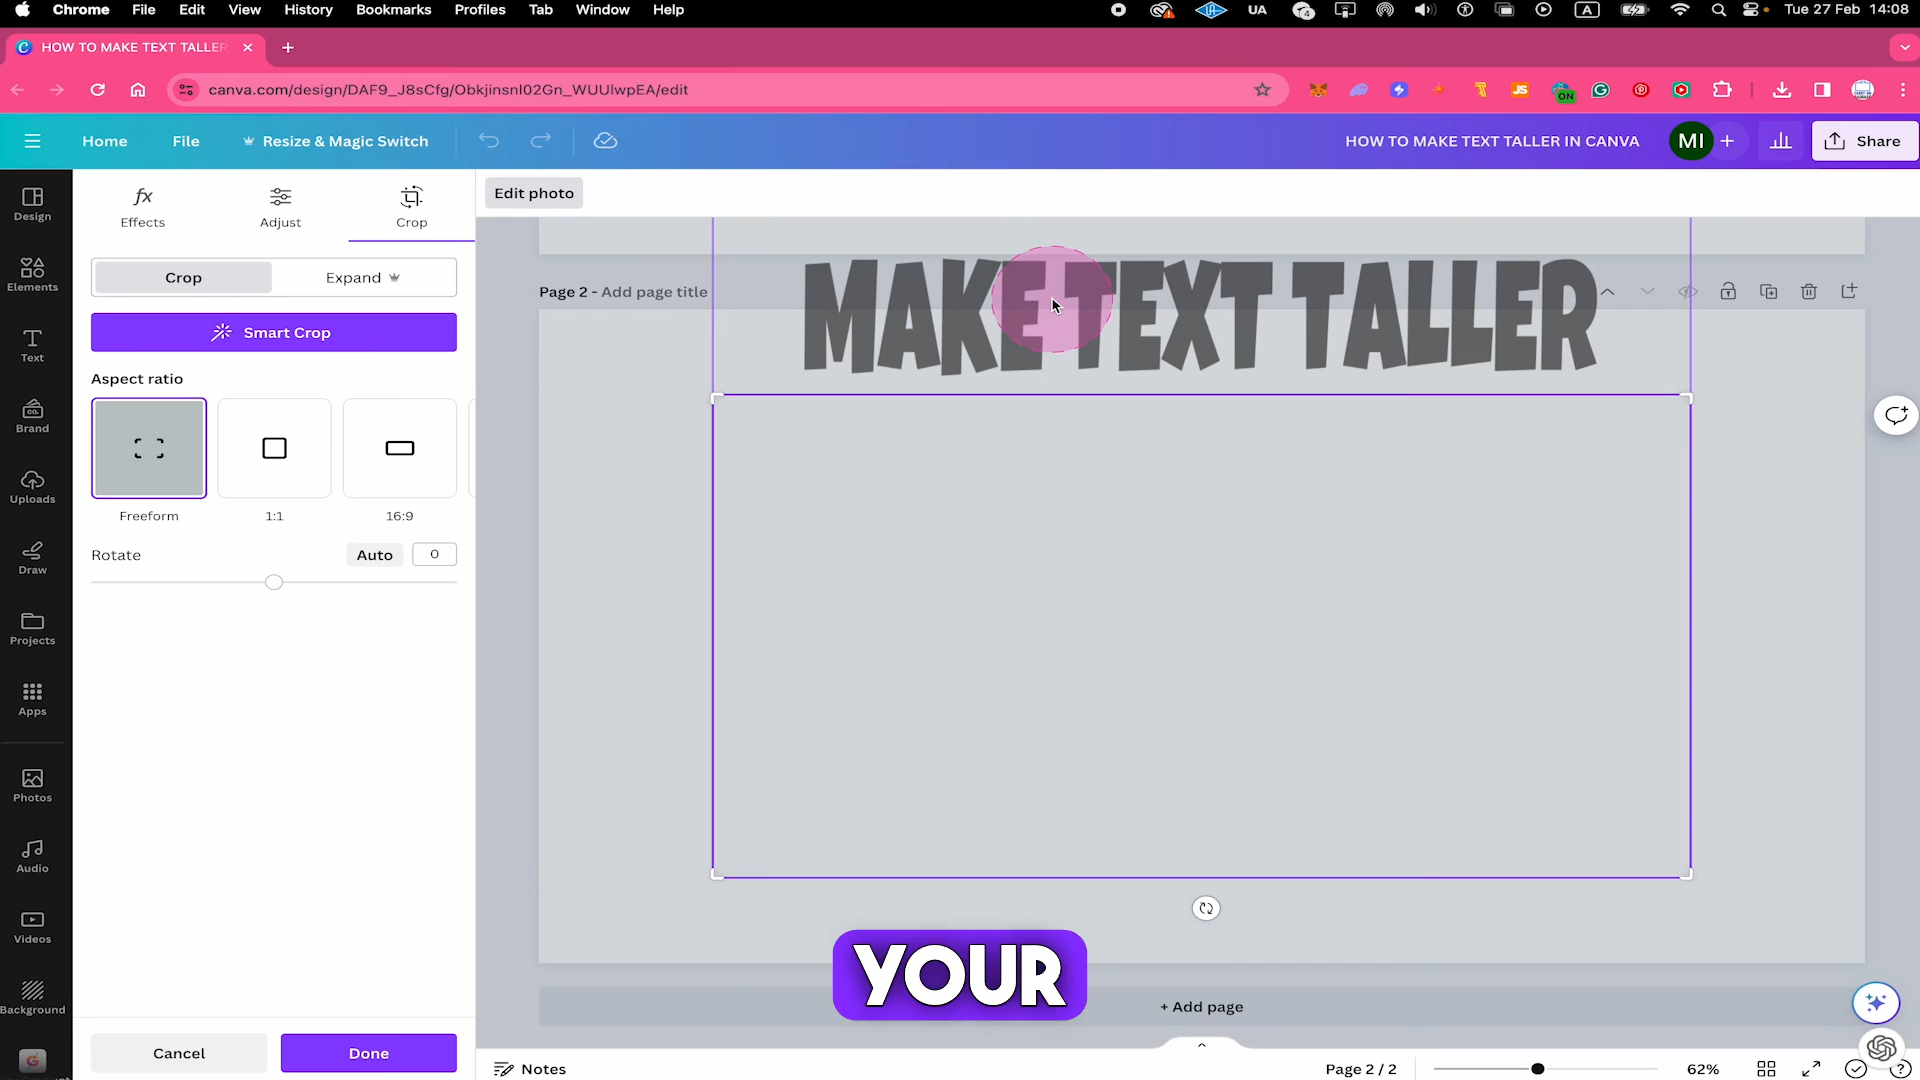 Chrome File Edit View History Bookmarks Profiles Tab Window Help UA 4 A Tue 27 Feb 14:08
HOW TO MAKE TEXT TALLER
canva.com/design/DAF9_J8sCfg/ObkjinsnI02Gn_WUUlwpEA/edit JS ON
Home File Resize & Magic Switch HOW TO MAKE TEXT TALLER IN CANVA MI Share
Design
Elements
Text
Brand
Uploads
Draw
Projects
Apps
Photos
Audio
Videos
Background
fx
Effects Adjust Crop
Crop Expand
Smart Crop
Aspect ratio
Freeform 1:1 16:9
Rotate Auto 0
Cancel Done
Edit photo
Page 2 - Add page title
MAKE TEXT TALLER
YOUR
+ Add page
Notes Page 2 / 2 62%